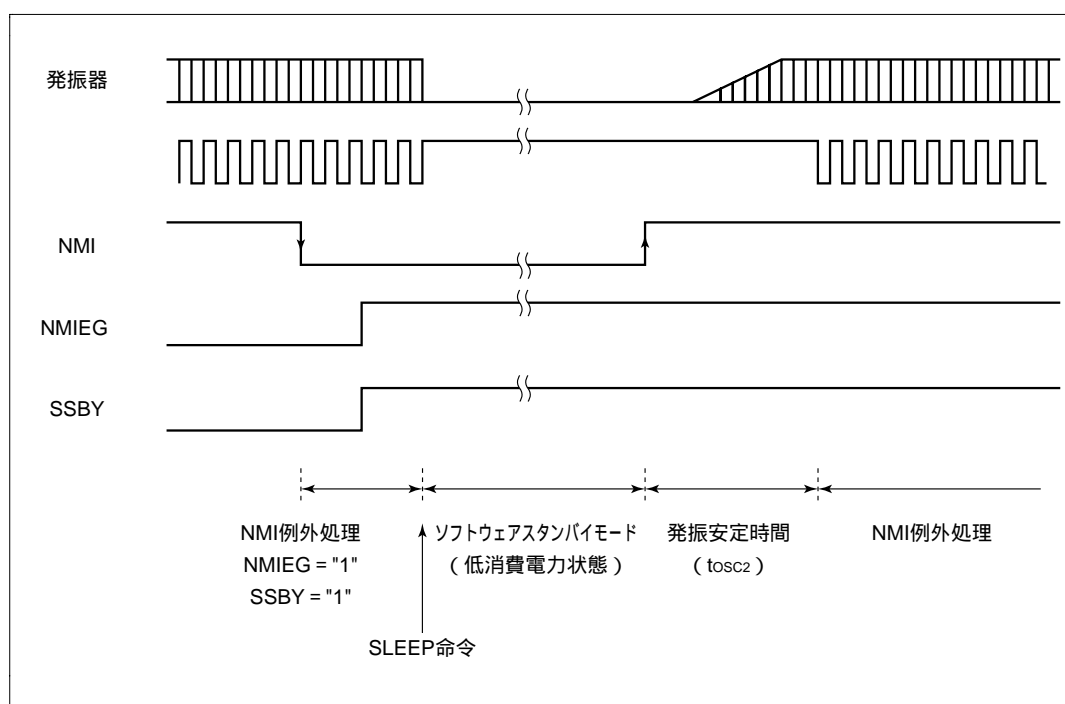 発振器
NMI
NMIEG
SSBY
NMI例外処理
NMIEG = "1"
SSBY = "1"
ソフトウェアスタンバイモード
(低消費電力状態)
発振安定時間
(tOSC2)
NMI例外処理
SLEEP命令